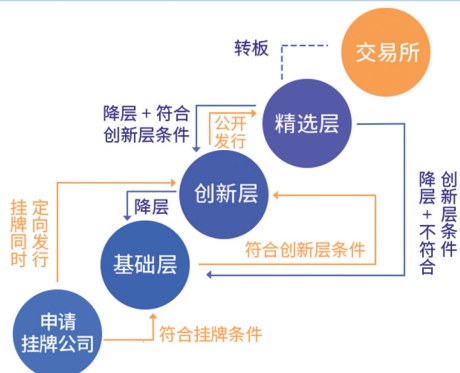 转板
交易所
降层 + 符合
创新层条件
公开
发行
精选层
创新层
降层
创新层条件
降层 + 不符合
定向发行
挂牌同时
符合创新层条件
基础层
申请
挂牌公司
符合挂牌条件